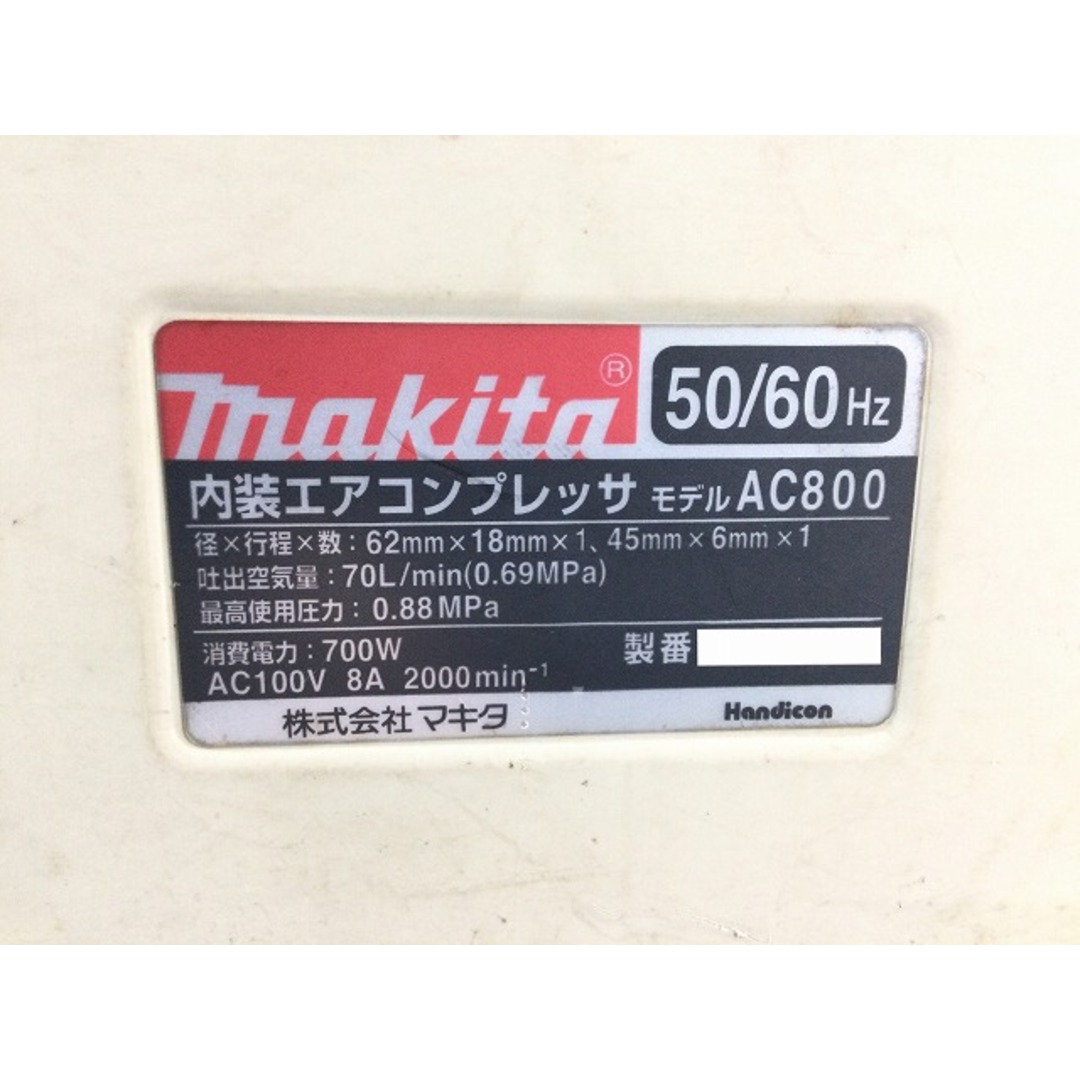 makita®
50/60Hz
内装エアコンプレッサ モデル AC800
径×行程×数：62mm×18mm×1、45mm×6mm×1
吐出空気量：70L/min(0.69MPa)
最高使用圧力：0.88MPa
消費電力：700W 製番
AC100V 8A 2000min⁻¹
株式会社マキタ Handicon